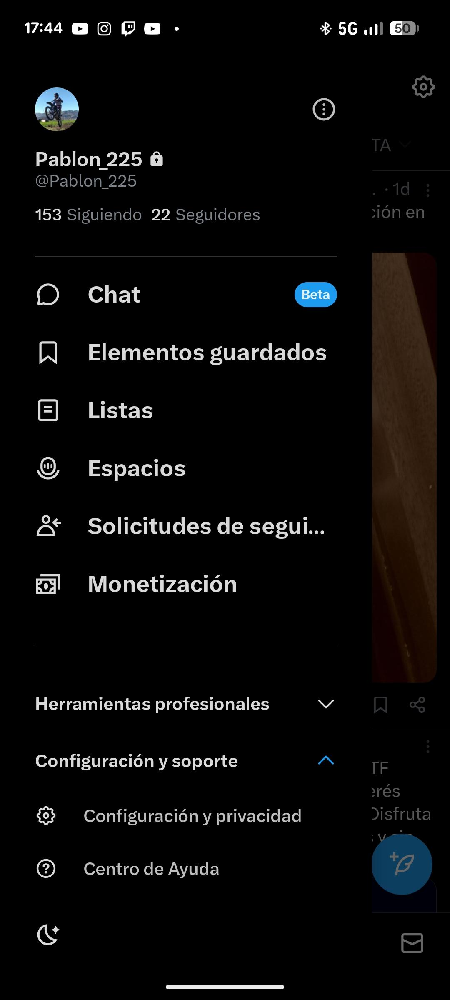 17:44
5G
50
Pablon_225
@Pablon_225
153 Siguiendo 22 Seguidores
Chat
Beta
Elementos guardados
Listas
Espacios
Solicitudes de segui...
Monetización
Herramientas profesionales
Configuración y soporte
Configuración y privacidad
Centro de Ayuda
TA
. · 1d
ción en
TF
erés
Disfruta
s y sin